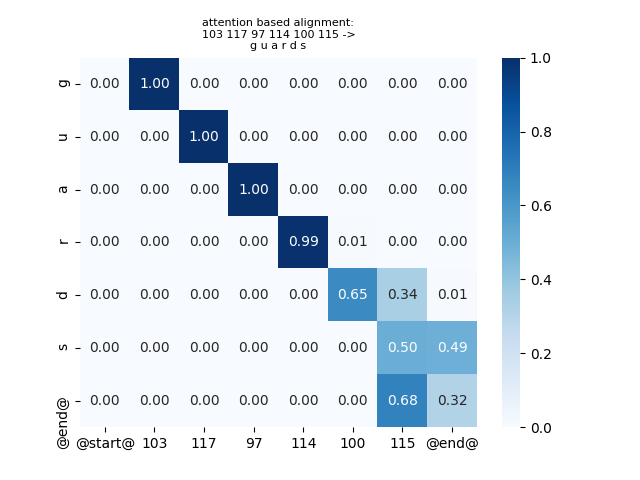 attention based alignment:
103 117 97 114 100 115 ->
g u a r d s
g 0.00 1.00 0.00 0.00 0.00 0.00 0.00 0.00
u 0.00 0.00 1.00 0.00 0.00 0.00 0.00 0.00
a 0.00 0.00 0.00 1.00 0.00 0.00 0.00 0.00
r 0.00 0.00 0.00 0.00 0.99 0.01 0.00 0.00
d 0.00 0.00 0.00 0.00 0.00 0.65 0.34 0.01
s 0.00 0.00 0.00 0.00 0.00 0.00 0.50 0.49
@end@ 0.00 0.00 0.00 0.00 0.00 0.00 0.68 0.32
@start@ 103 117 97 114 100 115 @end@
1.0
0.8
0.6
0.4
0.2
0.0